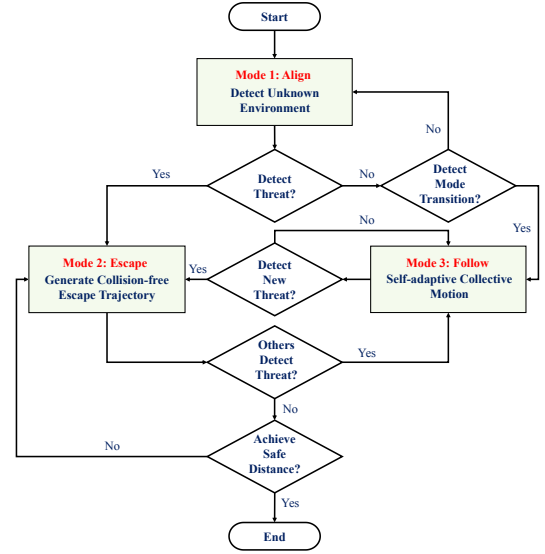 Start
Mode 1: Align
Detect Unknown
Environment
No
Detect
Threat?
Yes
No
Detect
Mode
Transition?
Yes
No
Mode 2: Escape
Generate Collision-free
Escape Trajectory
Yes
Detect
New
Threat?
Mode 3: Follow
Self-adaptive Collective
Motion
Others
Detect
Threat?
Yes
No
Achieve
Safe
Distance?
No
Yes
End